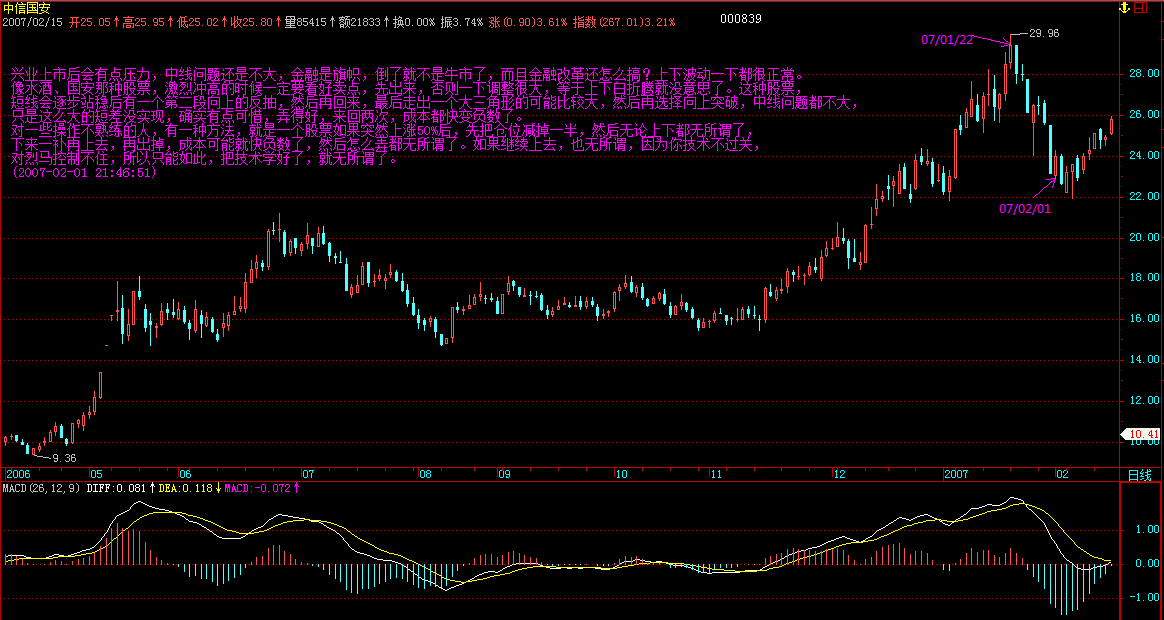 中信国安
2007/02/15 开25.05↑高25.95↑低25.02↑收25.80↑量85415↑额21833↑换0.00% 振3.74% 涨(0.90)3.61% 指数(267.01)3.21%
000839
07/01/22
29.96
兴业上市后会有点压力，中线问题还是不大，金融是旗帜，倒了就不是牛市了，而且金融改革还怎么搞？上下波动一下都很正常。
像水酒、国安那种股票，激烈冲高的时候一定要看好卖点，先出来，否则一下调整很大，等于上下白折腾就没意思了。这种股票，
短线会逐步站稳后有一个第二段向上的反抽，然后再回来，最后走出一个大三角形的可能比较大，然后再选择向上突破，中线问题都不大，
只是这么大的短差没实现，确实有点可惜，弄得好，来回两次，成本都快变负数了。
对一些操作不熟练的人，有一种方法，就是一个股票如果突然上涨50%后，先把仓位减掉一半，然后无论上下都无所谓了，
下来一补再上去，再出掉，成本可能就快负数了，然后怎么弄都无所谓了。如果继续上去，也无所谓，因为你技术不过关，
对烈马控制不住，所以只能如此，把技术学好了，就无所谓了。
(2007-02-01 21:46:51)
07/02/01
28.00
26.00
24.00
22.00
20.00
18.00
16.00
14.00
12.00
10.41
10.00
9.36
2006 05 06 07 08 09 10 11 12 2007 02 日线
MACD(26,12,9) DIFF:0.081↑ DEA:0.118↓ MACD:-0.072↑
1.00
0.00
-1.00